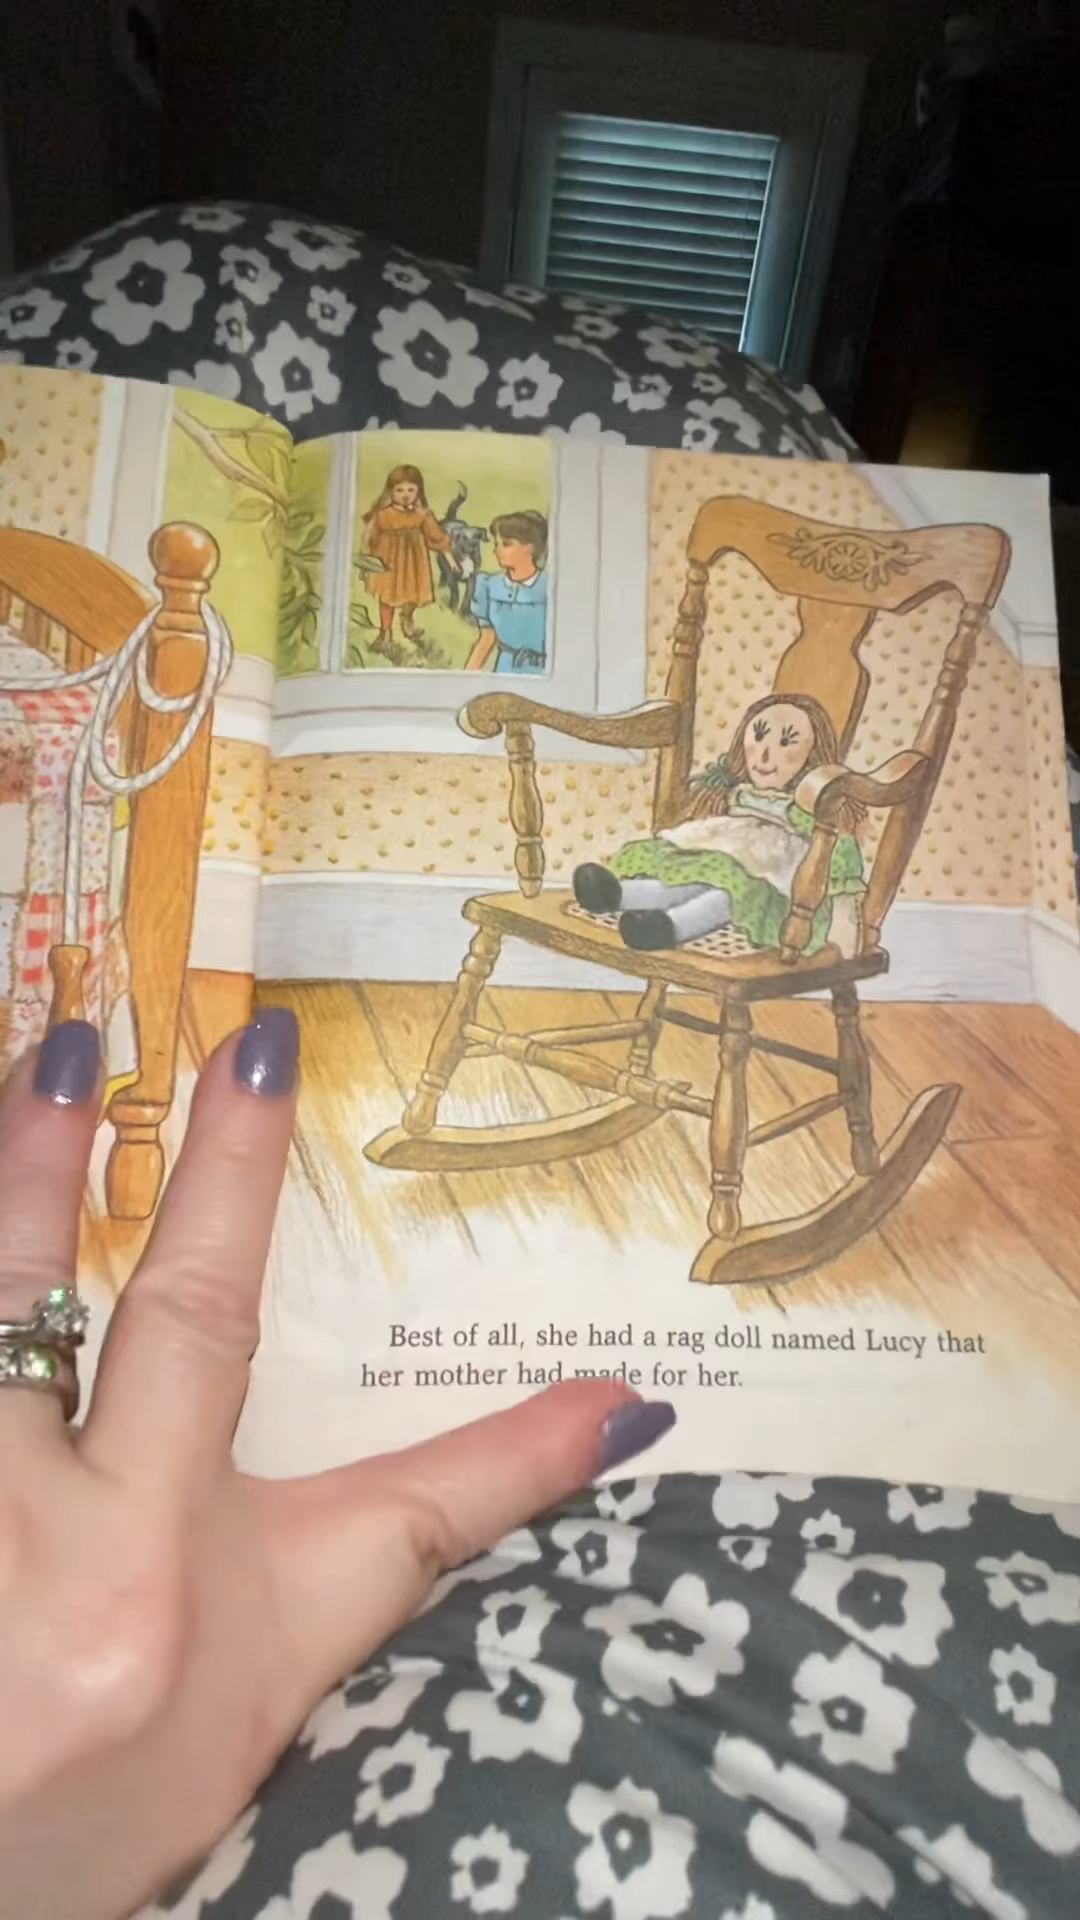 Best of all, she had a rag doll named Lucy that
her mother had made for her.